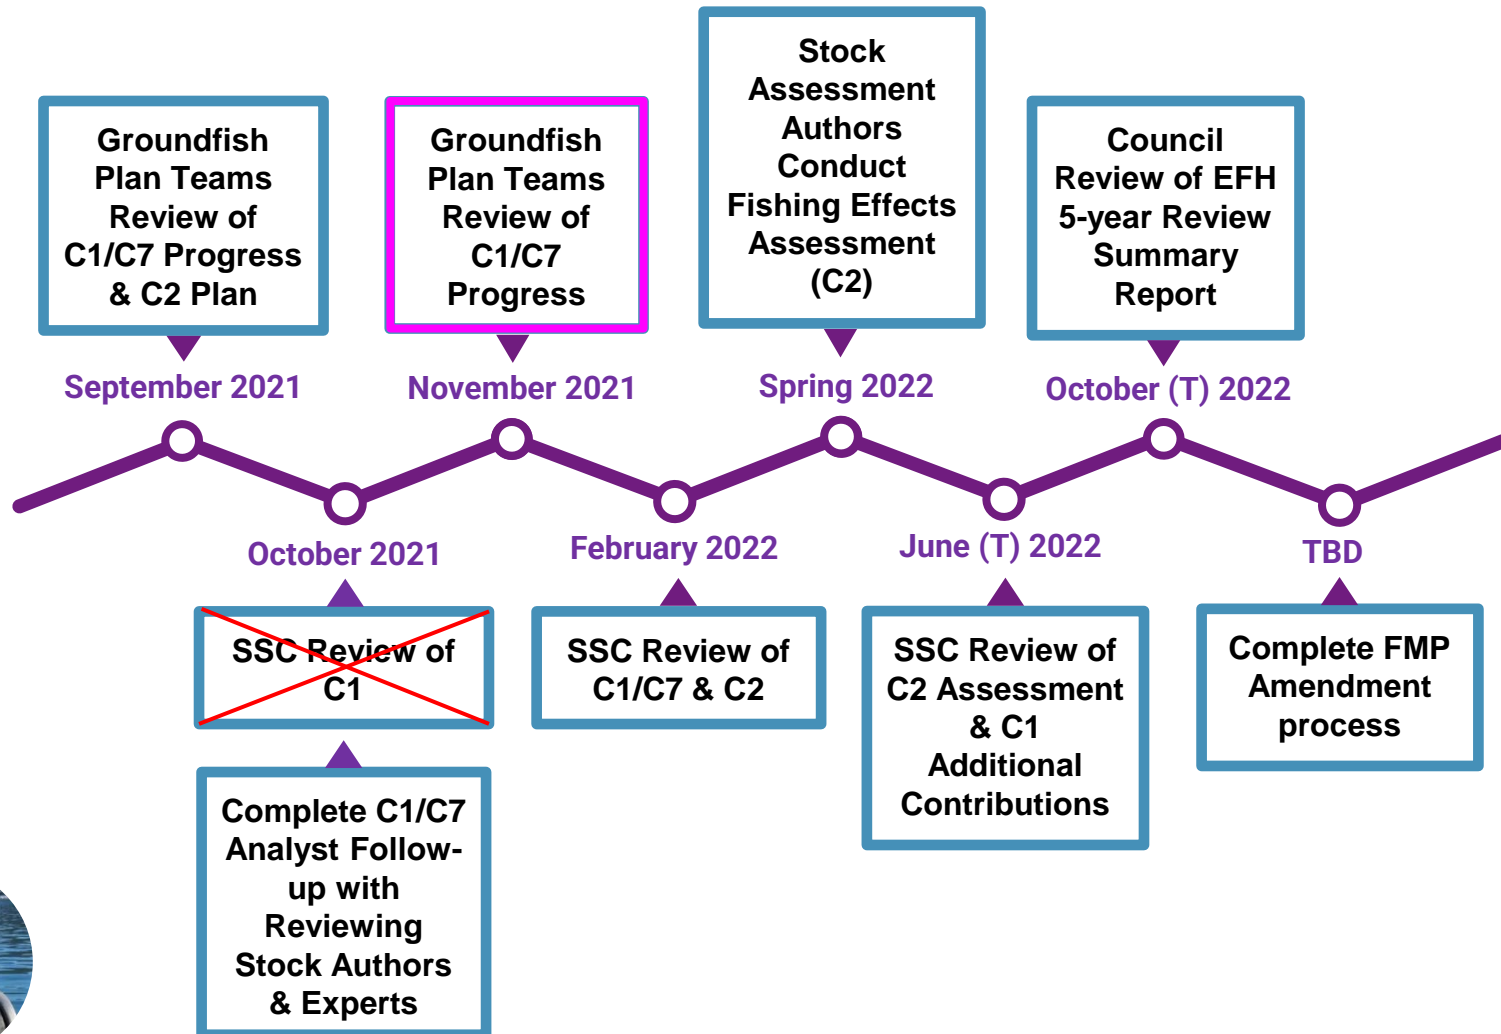 Groundfish
Plan Teams
Review of
C1/C7 Progress
& C2 Plan
September 2021
Groundfish
Plan Teams
Review of
C1/C7
Progress
November 2021
Stock
Assessment
Authors
Conduct
Fishing Effects
Assessment
(C2)
Spring 2022
Council
Review of EFH
5-year Review
Summary
Report
October (T) 2022
October 2021
SSC Review of
C1
Complete C1/C7
Analyst Follow-
up with
Reviewing
Stock Authors
& Experts
February 2022
SSC Review of
C1/C7 & C2
June (T) 2022
SSC Review of
C2 Assessment
& C1
Additional
Contributions
TBD
Complete FMP
Amendment
process